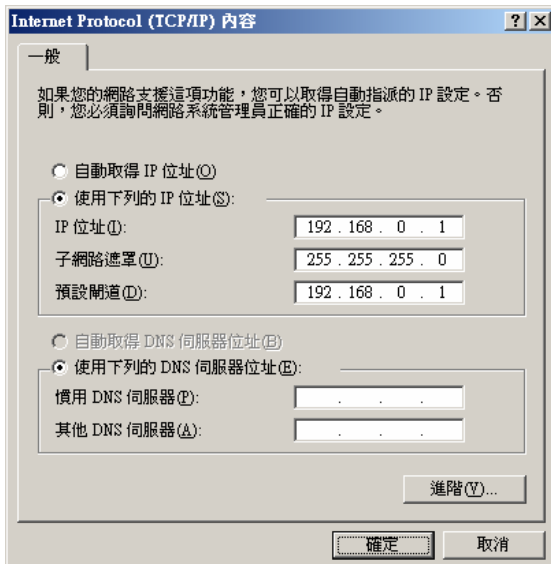 Internet Protocol (TCP/IP) 內容
一般
如果您的網路支援這項功能，您可以取得自動指派的 IP 設定。否
則，您必須詢問網路系統管理員正確的 IP 設定。
自動取得 IP 位址(O)
使用下列的 IP 位址(S):
IP 位址(I): 192 . 168 . 0 . 1
子網路遮罩(U): 255 . 255 . 255 . 0
預設閘道(D): 192 . 168 . 0 . 1
自動取得 DNS 伺服器位址(B)
使用下列的 DNS 伺服器位址(E):
慣用 DNS 伺服器(P): . . .
其他 DNS 伺服器(A): . . .
進階(V)...
確定 取消